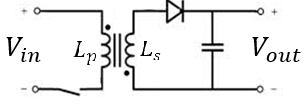 + +
V_in L_p L_s V_out
− −